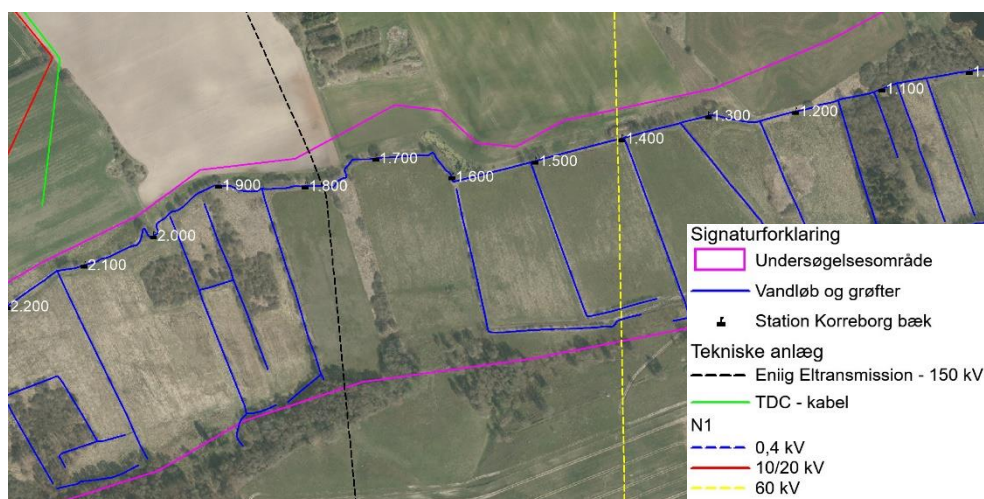 1.100
1.200
1.300
1.400
1.500
1.600
1.700
1.800
1.900
2.000
2.100
2.200
Signaturforklaring
Undersøgelsesområde
Vandløb og grøfter
Station Korreborg bæk
Tekniske anlæg
Eniig Eltransmission - 150 kV
TDC - kabel
N1
0,4 kV
10/20 kV
60 kV